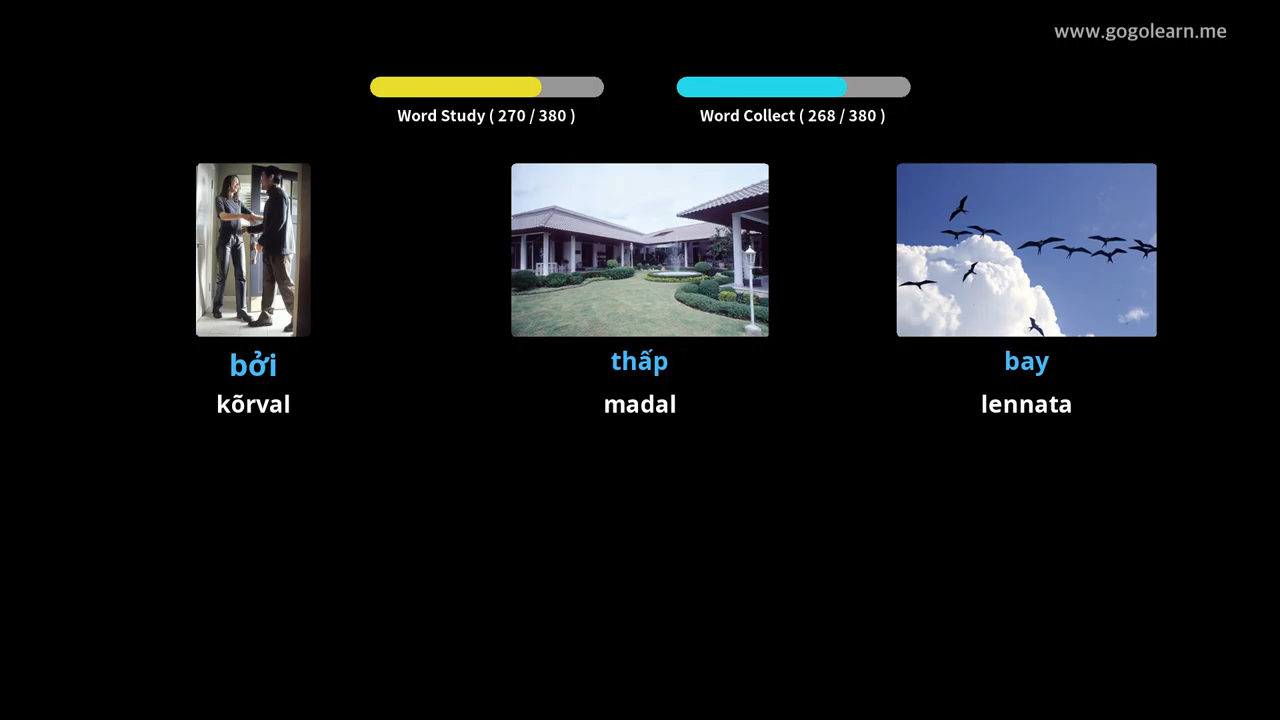 www.gogolearn.me
Word Study ( 270 / 380 )
Word Collect ( 268 / 380 )
bởi
thấp
bay
kõrval
madal
lennata